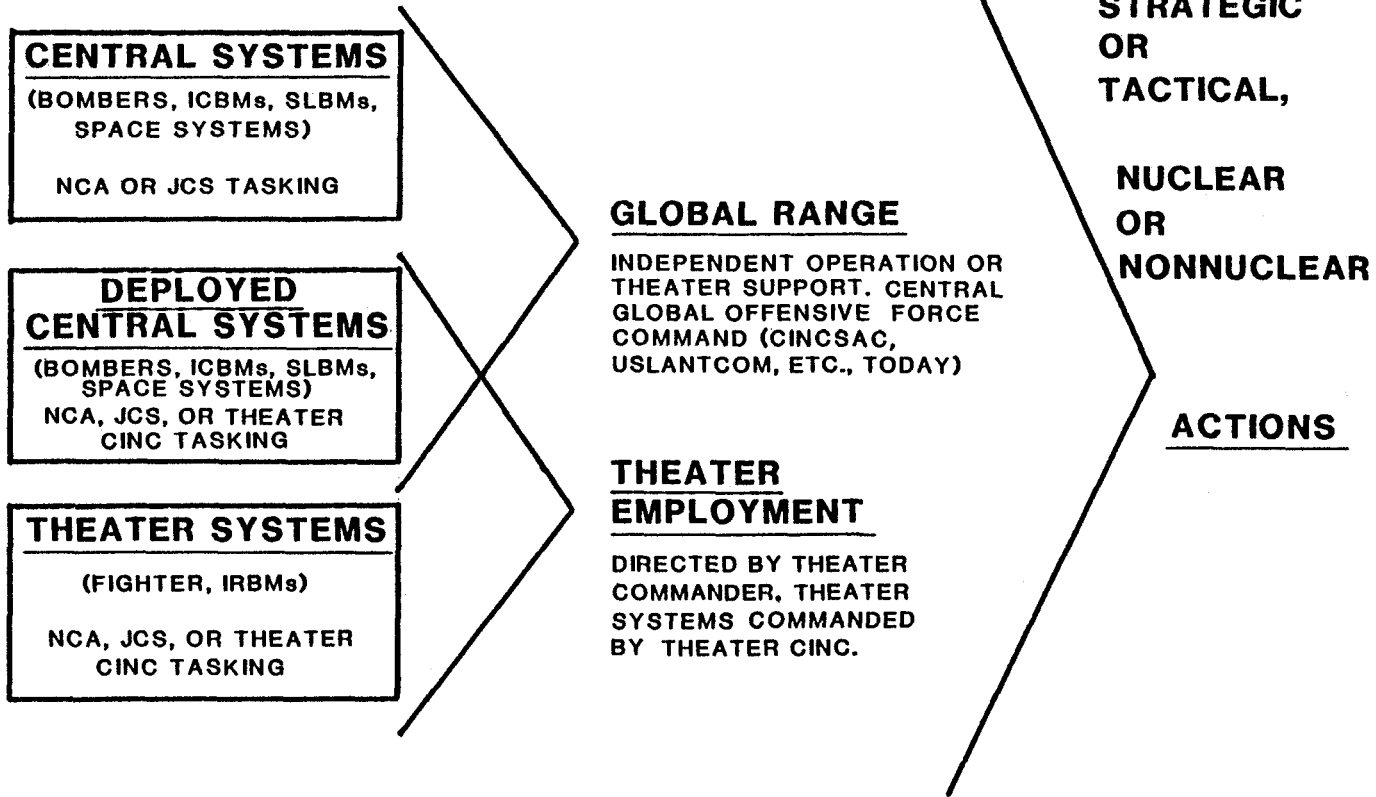 CENTRAL SYSTEMS
(BOMBERS, ICBMs, SLBMs,
SPACE SYSTEMS)
NCA OR JCS TASKING
DEPLOYED
CENTRAL SYSTEMS
(BOMBERS, ICBMs, SLBMs,
SPACE SYSTEMS)
NCA, JCS, OR THEATER
CINC TASKING
THEATER SYSTEMS
(FIGHTER, IRBMs)
NCA, JCS, OR THEATER
CINC TASKING
GLOBAL RANGE
INDEPENDENT OPERATION OR
THEATER SUPPORT. CENTRAL
GLOBAL OFFENSIVE FORCE
COMMAND (CINCSAC,
USLANTCOM, ETC., TODAY)
THEATER
EMPLOYMENT
DIRECTED BY THEATER
COMMANDER, THEATER
SYSTEMS COMMANDED
BY THEATER CINC.
STRATEGIC
OR
TACTICAL,
NUCLEAR
OR
NONNUCLEAR
ACTIONS